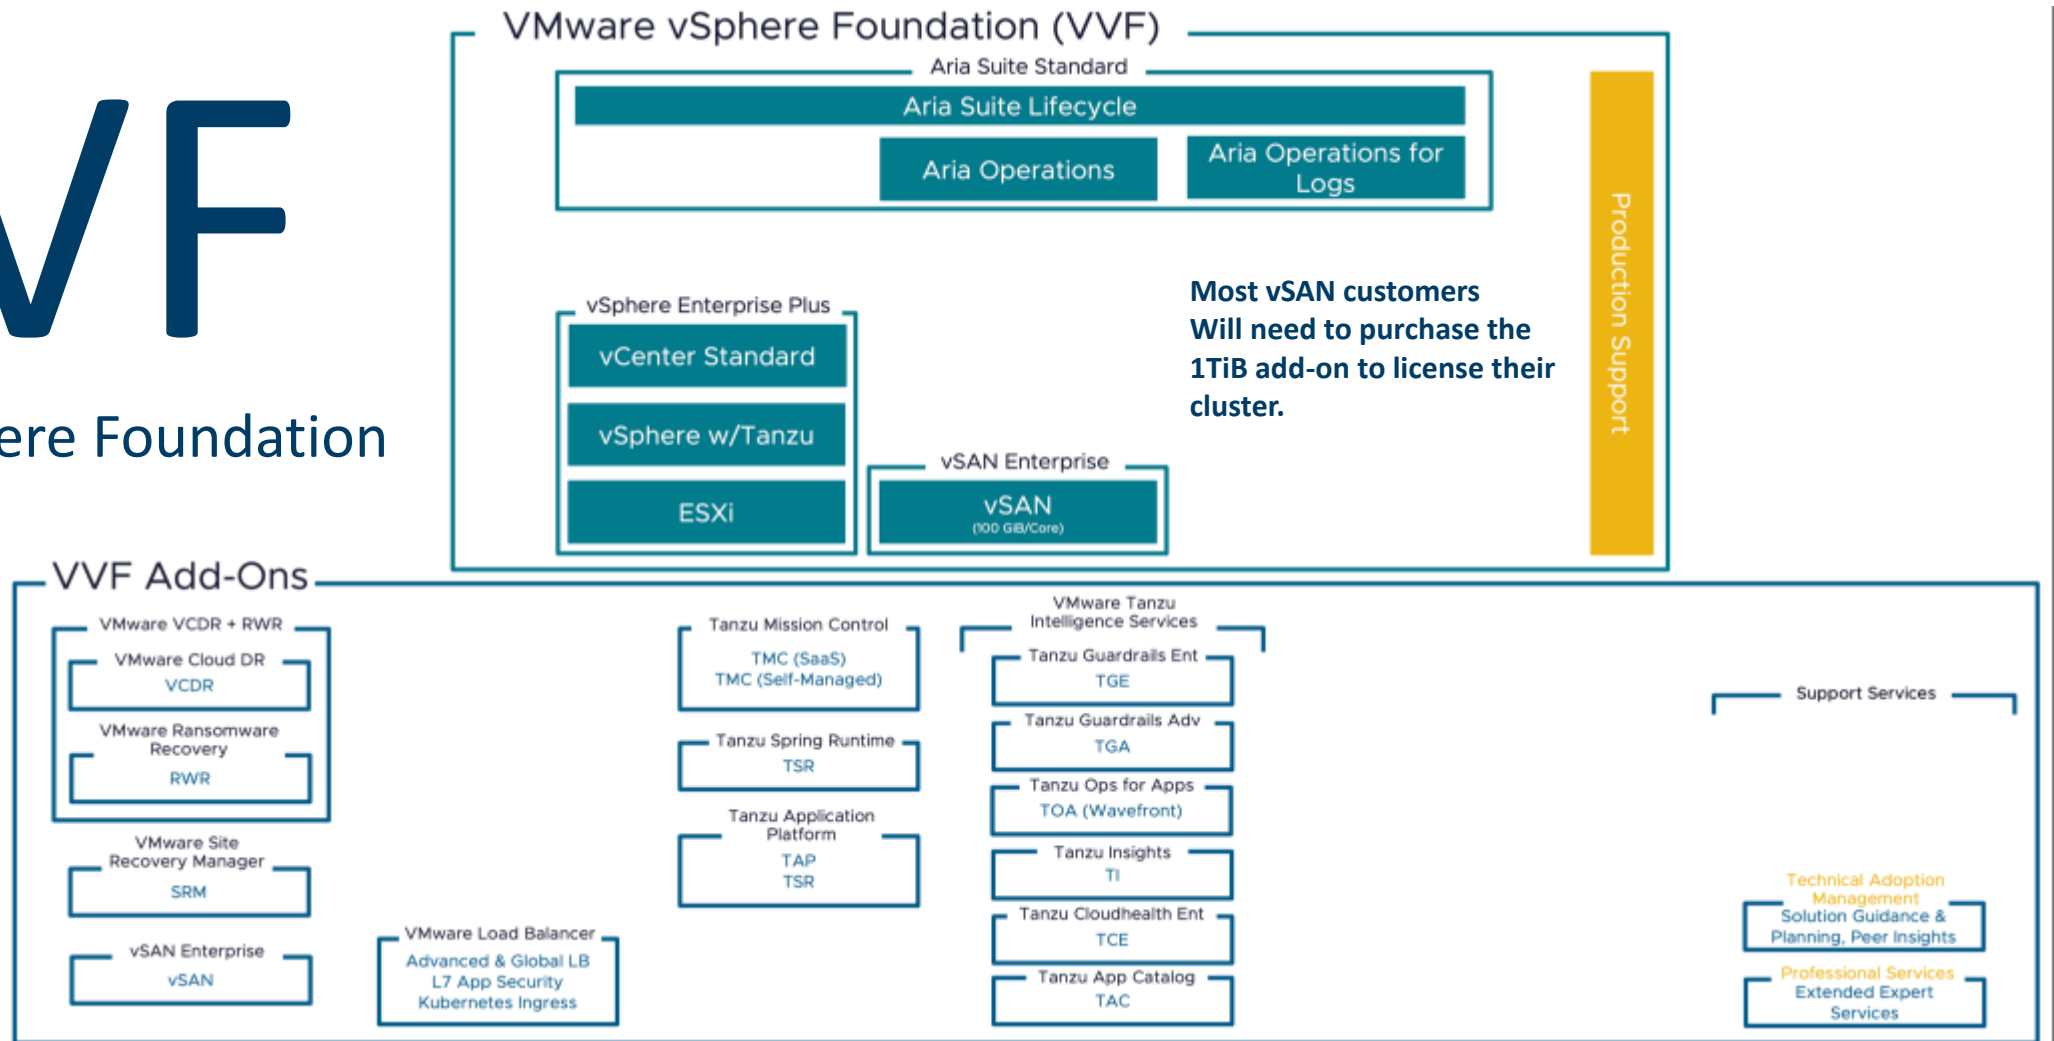 VMware vSphere Foundation (VVF)
Aria Suite Standard
Aria Suite Lifecycle
Aria Operations
Aria Operations for
Logs
Production Support
VF
Foundation
Most vSAN customers
Will need to purchase the
1TiB add-on to license their
cluster.
vSphere Enterprise Plus
vCenter Standard
vSphere w/Tanzu
ESXi
vSAN Enterprise
vSAN
(100 GiB/Core)
VVF Add-Ons
VMware VCDR + RWR
VMware Cloud DR
VCDR
VMware Ransomware
Recovery
RWR
VMware Site
Recovery Manager
SRM
vSAN Enterprise
vSAN
VMware Load Balancer
Advanced & Global LB
L7 App Security
Kubernetes Ingress
Tanzu Mission Control
TMC (SaaS)
TMC (Self-Managed)
Tanzu Spring Runtime
TSR
Tanzu Application
Platform
TAP
TSR
VMware Tanzu
Intelligence Services
Tanzu Guardrails Ent
TGE
Tanzu Guardrails Adv
TGA
Tanzu Ops for Apps
TOA (Wavefront)
Tanzu Insights
TI
Tanzu Cloudhealth Ent
TCE
Tanzu App Catalog
TAC
Support Services
Technical Adoption
Management
Solution Guidance &
Planning, Peer Insights
Professional Services
Extended Expert
Services